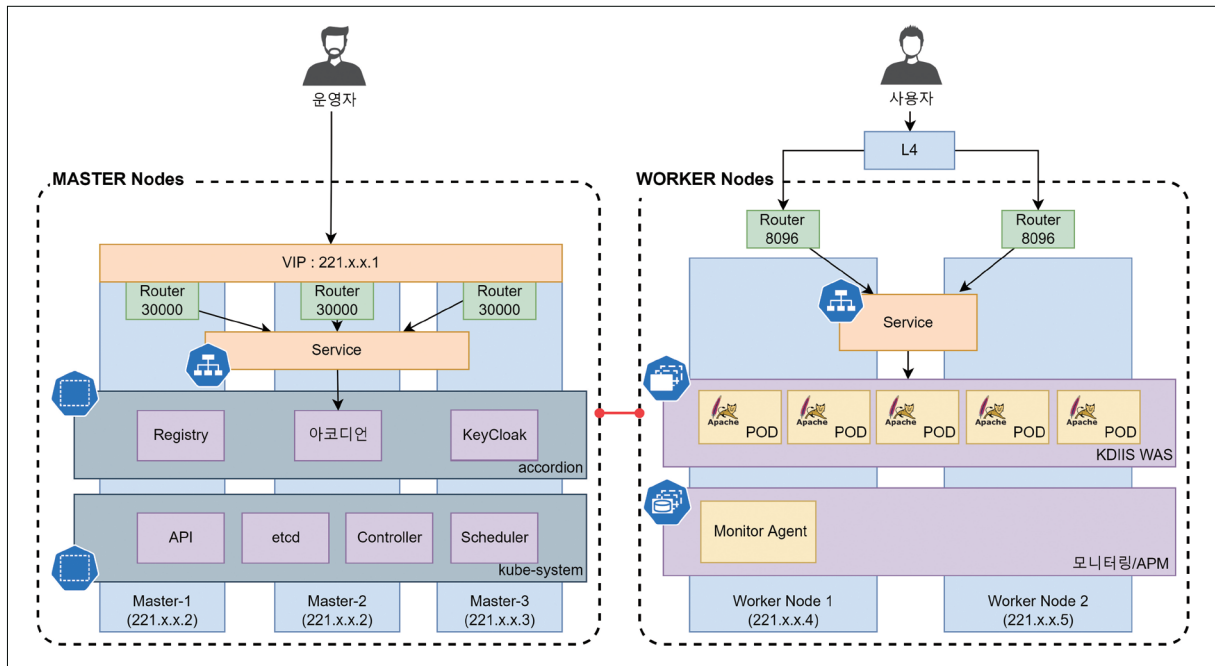 운영자
사용자
L4
MASTER Nodes
WORKER Nodes
VIP : 221.x.x.1
Router
30000
Router
30000
Router
30000
Service
Registry
아코디언
KeyCloak
accordion
API
etcd
Controller
Scheduler
kube-system
Master-1
(221.x.x.2)
Master-2
(221.x.x.2)
Master-3
(221.x.x.3)
Router
8096
Router
8096
Service
Apache
POD
Apache
POD
Apache
POD
Apache
POD
Apache
POD
KDIIS WAS
Monitor Agent
모니터링/APM
Worker Node 1
(221.x.x.4)
Worker Node 2
(221.x.x.5)